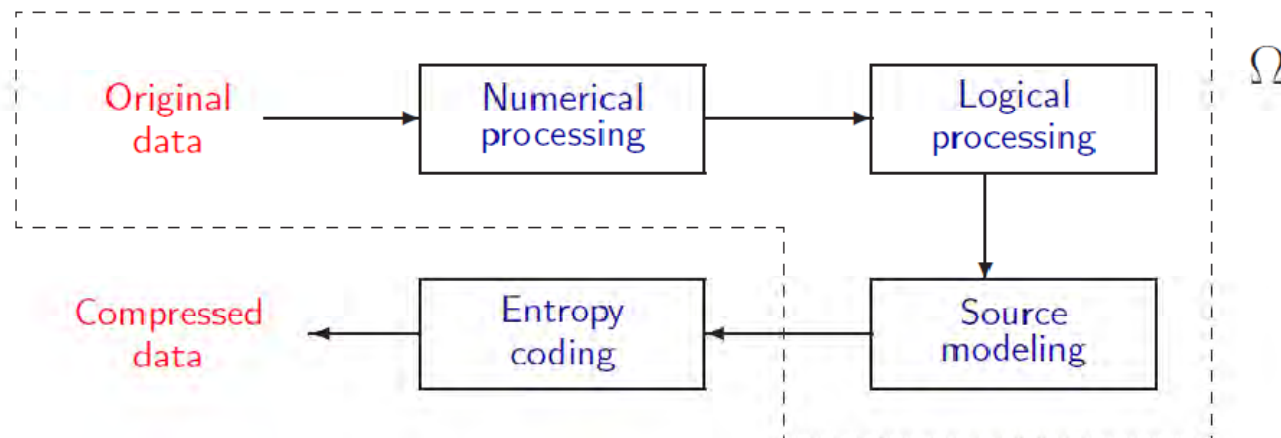 Original
data
Numerical
processing
Logical
processing
Ω
Compressed
data
Entropy
coding
Source
modeling